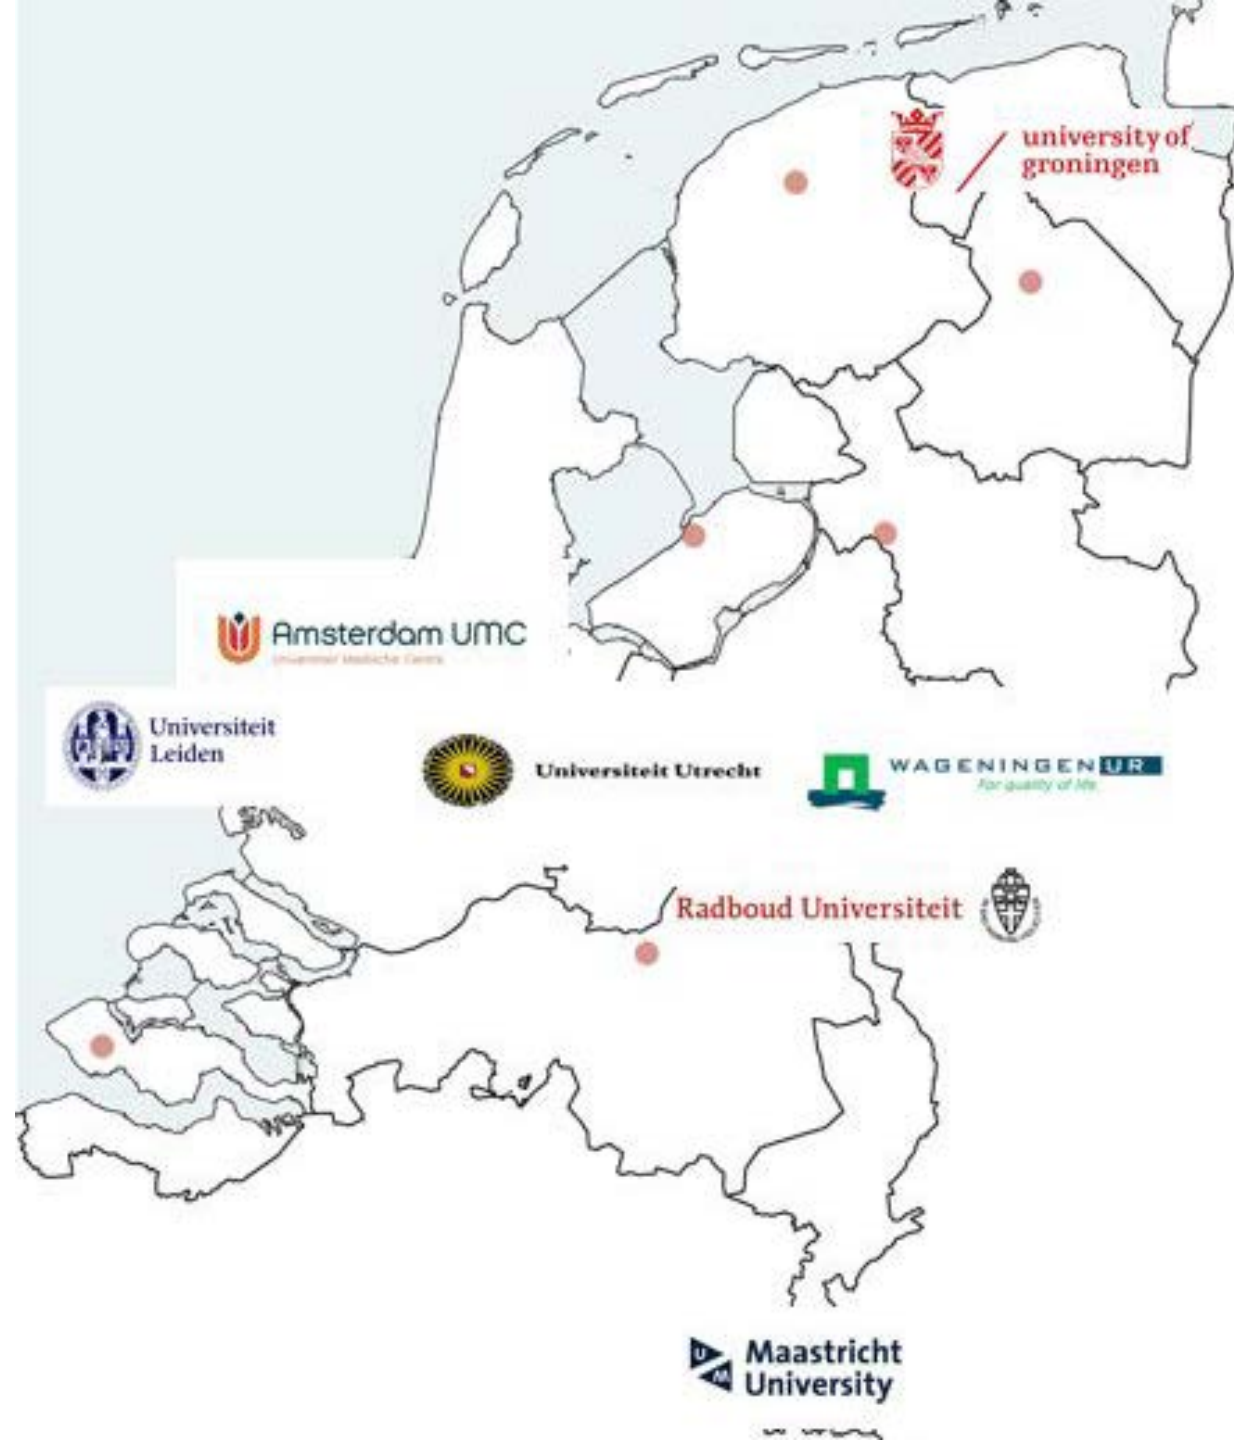 university of
groningen
Amsterdam UMC
Universiteit
Leiden
Universiteit Utrecht
WAGENINGEN UR
For quality of life
Radboud Universiteit
U
M
Maastricht
University